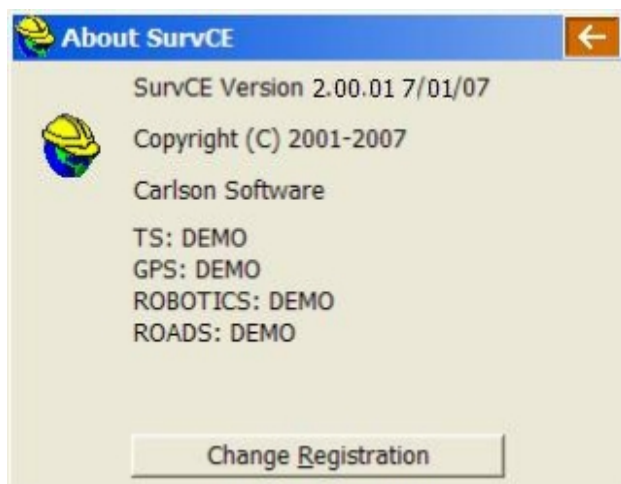 About SurvCE
SurvCE Version 2.00.01 7/01/07
Copyright (C) 2001-2007
Carlson Software
TS: DEMO
GPS: DEMO
ROBOTICS: DEMO
ROADS: DEMO
Change Registration